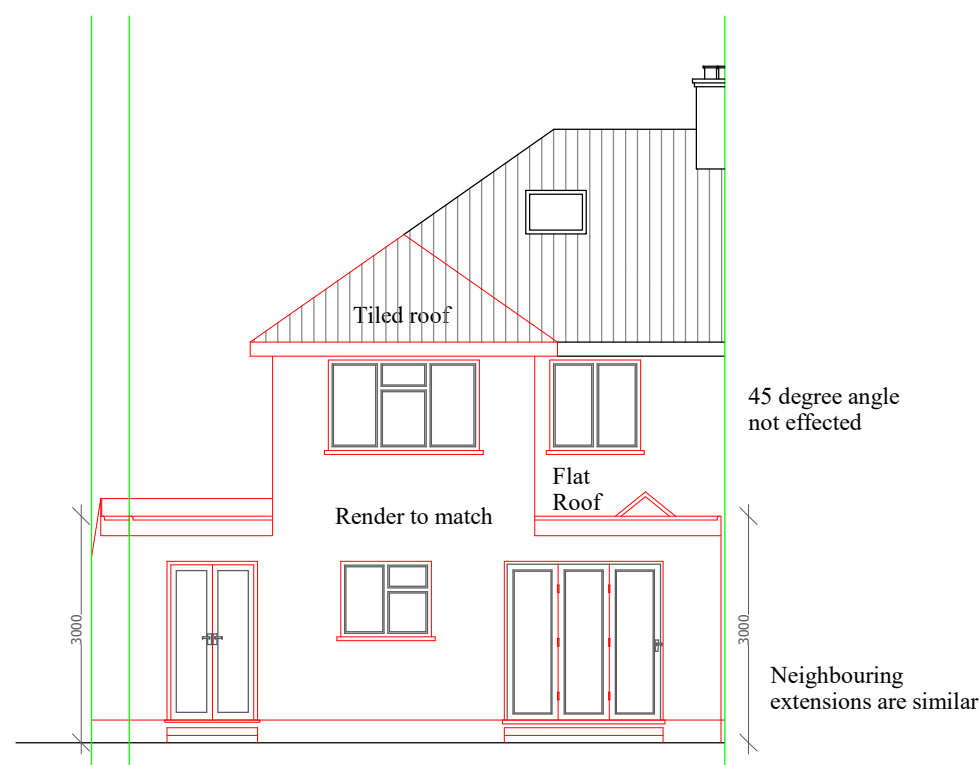 Tiled roof
45 degree angle
not effected
Flat
Roof
Render to match
3000
3000
Neighbouring
extensions are similar